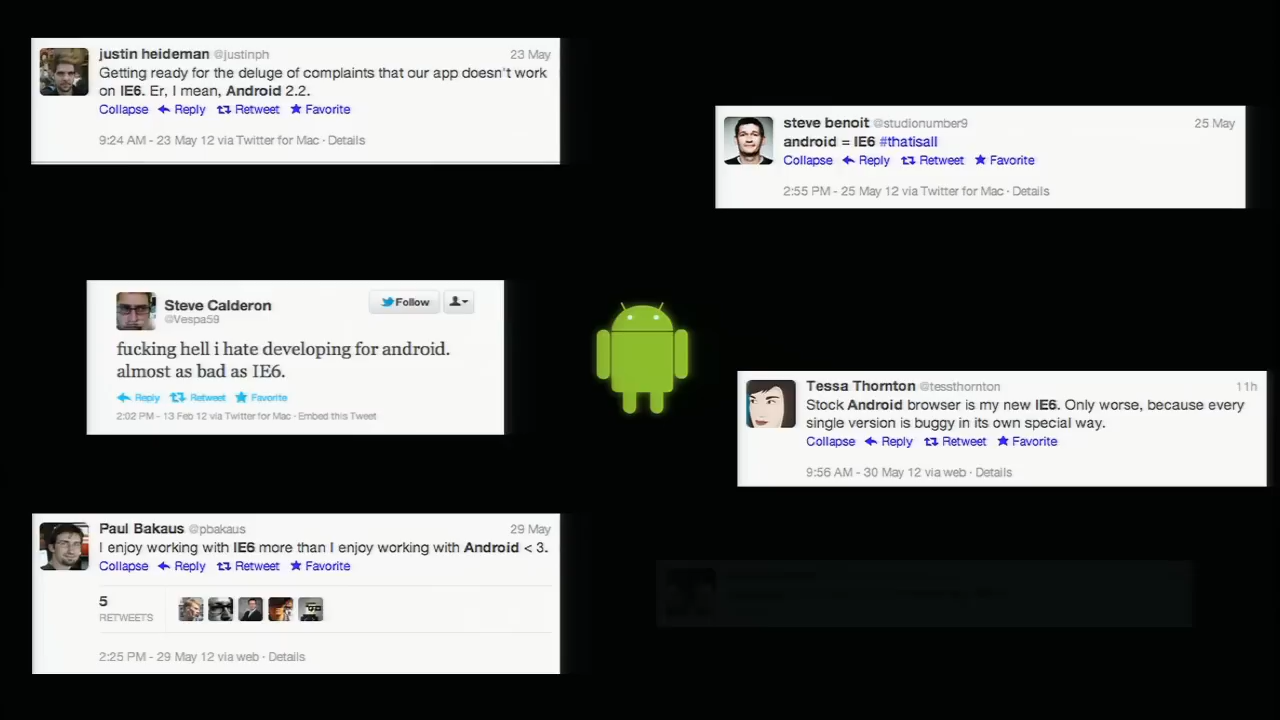 justin heideman @justinph 23 May
Getting ready for the deluge of complaints that our app doesn't work
on IE6. Er, I mean, Android 2.2.
Collapse Reply Retweet Favorite
9:24 AM - 23 May 12 via Twitter for Mac · Details
steve benoit @studionumber9 25 May
android = IE6 #thatisall
Collapse Reply Retweet Favorite
2:55 PM - 25 May 12 via Twitter for Mac · Details
Steve Calderon
Follow
@Vespa59
fucking hell i hate developing for android.
almost as bad as IE6.
Reply Retweet Favorite
2:02 PM - 13 Feb 12 via Twitter for Mac · Embed this Tweet
Tessa Thornton @tessthornton 11h
Stock Android browser is my new IE6. Only worse, because every
single version is buggy in its own special way.
Collapse Reply Retweet Favorite
9:56 AM - 30 May 12 via web · Details
Paul Bakaus @pbakaus 29 May
I enjoy working with IE6 more than I enjoy working with Android < 3.
Collapse Reply Retweet Favorite
5
RETWEETS
2:25 PM - 29 May 12 via web · Details